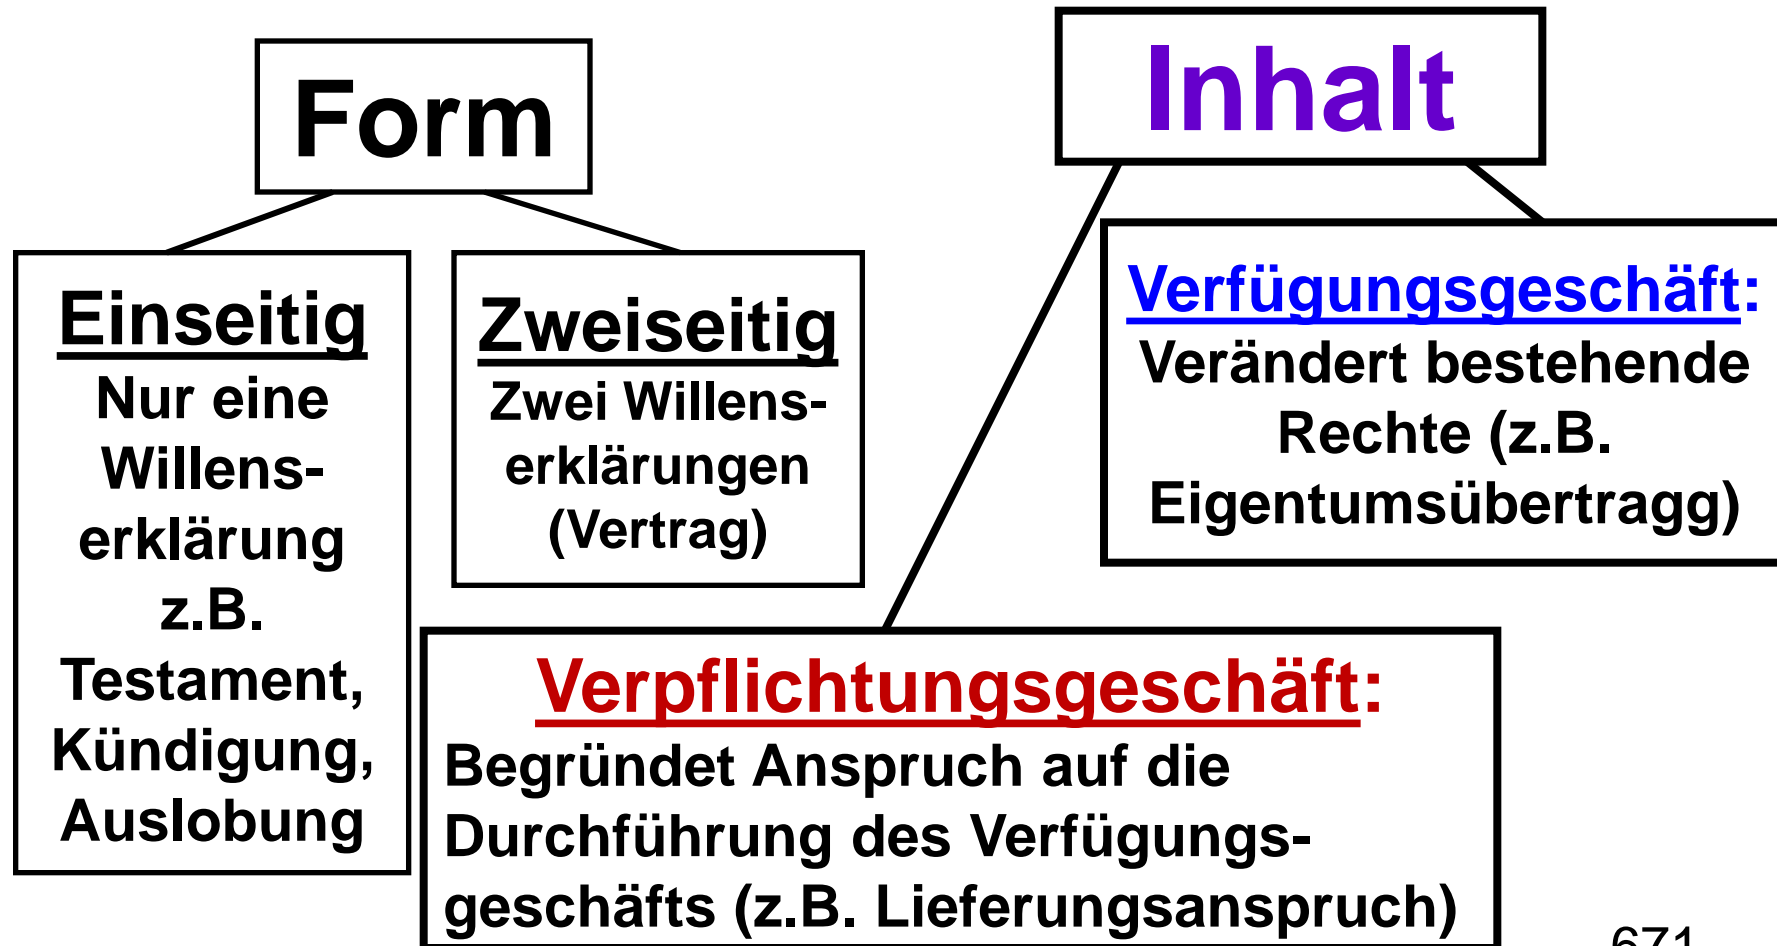 Form
Einseitig
Nur eine
Willens-
erklärung
z.B.
Testament,
Kündigung,
Auslobung
Zweiseitig
Zwei Willens-
erklärungen
(Vertrag)
Inhalt
Verfügungsgeschäft:
Verändert bestehende
Rechte (z.B.
Eigentumsübertragg)
Verpflichtungsgeschäft:
Begründet Anspruch auf die
Durchführung des Verfügungs-
geschäfts (z.B. Lieferungsanspruch)
671